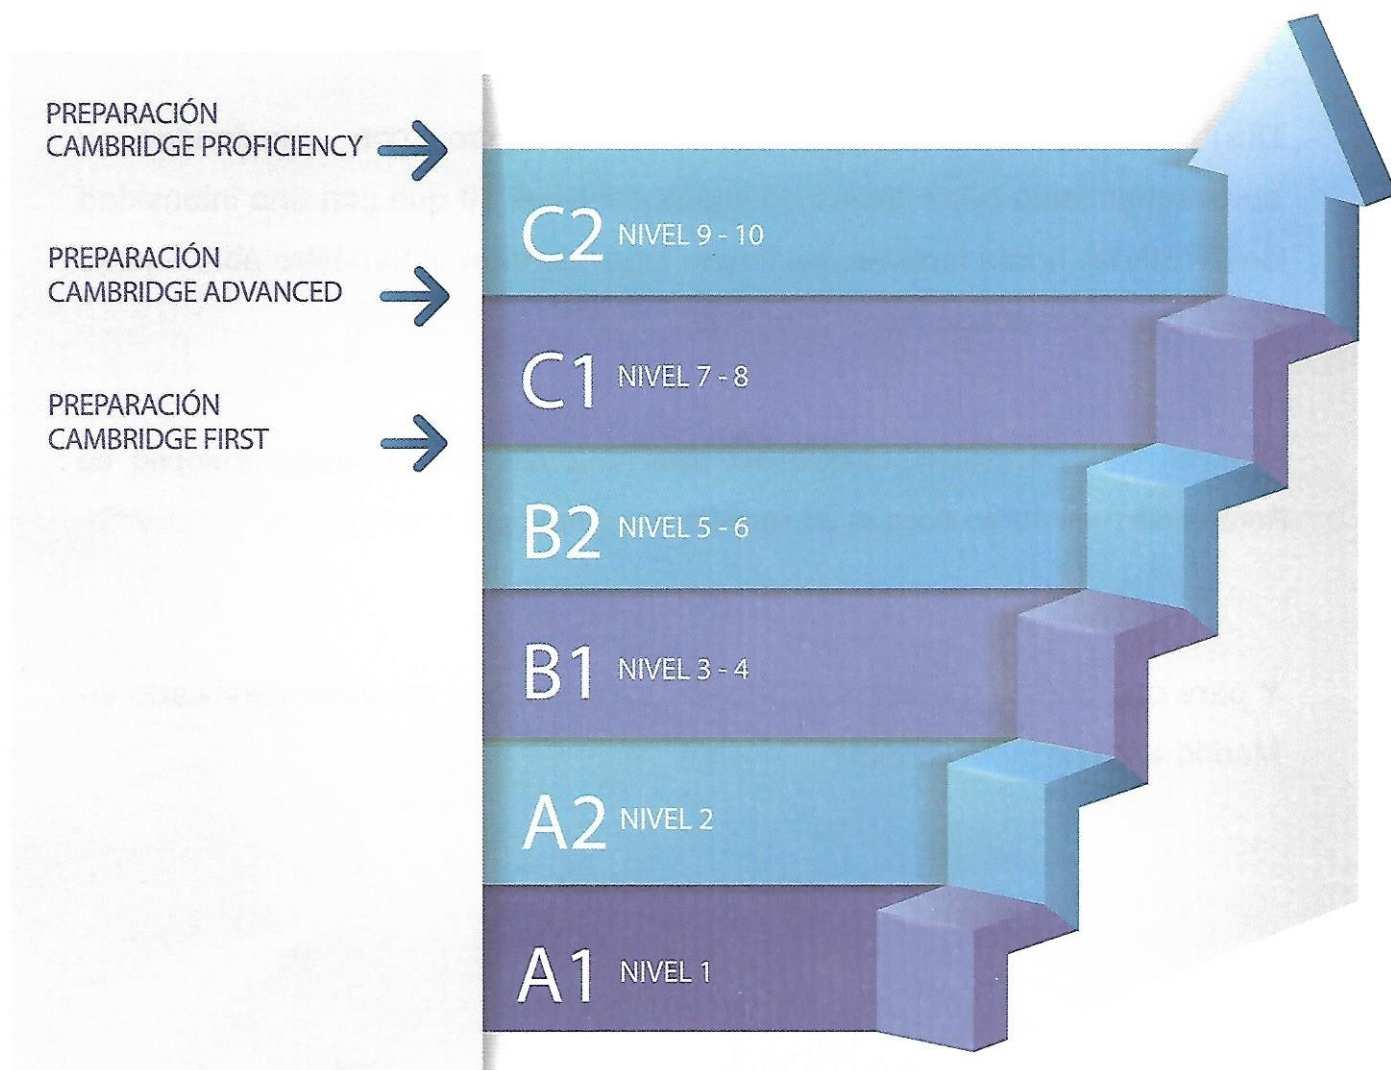 PREPARACIÓN
CAMBRIDGE PROFICIENCY
C2 NIVEL 9 - 10
PREPARACIÓN
CAMBRIDGE ADVANCED
C1 NIVEL 7 - 8
PREPARACIÓN
CAMBRIDGE FIRST
B2 NIVEL 5 - 6
B1 NIVEL 3 - 4
A2 NIVEL 2
A1 NIVEL 1